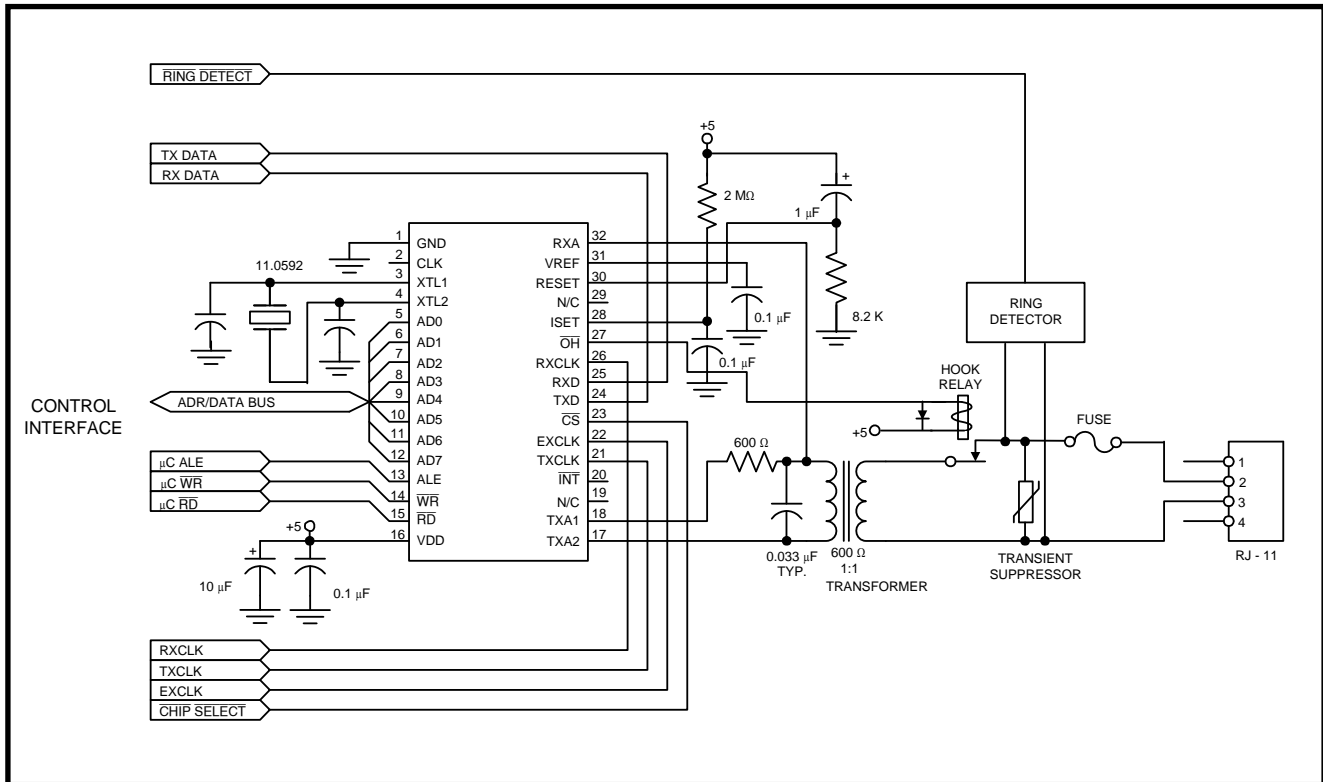 RING DETECT
TX DATA
RX DATA
CONTROL
INTERFACE
11.0592
ADR/DATA BUS
μC ALE
μC WR
μC RD
+5
+
10 μF
0.1 μF
RXCLK
TXCLK
EXCLK
CHIP SELECT
1 GND
2 CLK
3 XTL1
4 XTL2
5 AD0
6 AD1
7 AD2
8 AD3
9 AD4
10 AD5
11 AD6
12 AD7
13 ALE
14 WR
15 RD
16 VDD
RXA 32
VREF 31
RESET 30
N/C 29
ISET 28
OH 27
RXCLK 26
RXD 25
TXD 24
CS 23
EXCLK 22
TXCLK 21
INT 20
N/C 19
TXA1 18
TXA2 17
+5
2 MΩ
+
1 μF
8.2 K
0.1 μF
0.1 μF
RING
DETECTOR
HOOK
RELAY
+5
FUSE
600 Ω
0.033 μF
TYP.
600 Ω
1:1
TRANSFORMER
TRANSIENT
SUPPRESSOR
1
2
3
4
RJ - 11